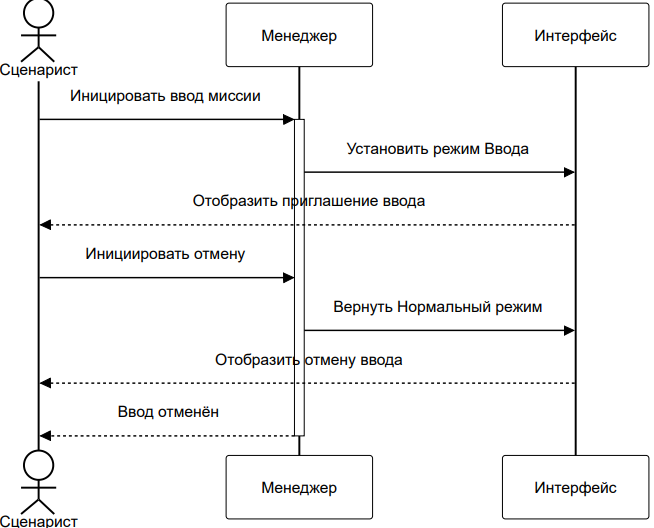 Сценарист
Менеджер
Интерфейс
Иницировать ввод миссии
Установить режим Ввода
Отобразить приглашение ввода
Инициировать отмену
Вернуть Нормальный режим
Отобразить отмену ввода
Ввод отменён
Сценарист
Менеджер
Интерфейс